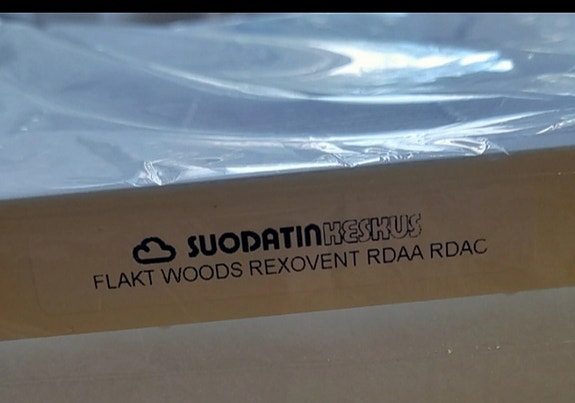 SUODATINKESKUS
FLAKT WOODS REXOVENT RDAA RDAC